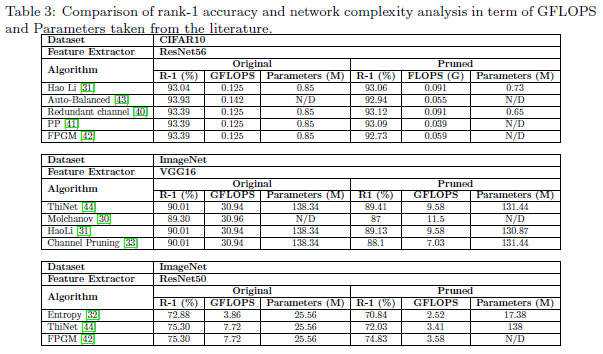 Table 3: Comparison of rank-1 accuracy and network complexity analysis in term of GFLOPS
and Parameters taken from the literature.
Dataset CIFAR10
Feature Extractor ResNet56
Algorithm Original Pruned
R-1 (%) GFLOPS Parameters (M) R-1 (%) FLOPS (G) Parameters (M)
Hao Li [31] 93.04 0.125 0.85 93.06 0.091 0.73
Auto-Balanced [43] 93.93 0.142 N/D 92.94 0.055 N/D
Redundant channel [40] 93.39 0.125 0.85 93.12 0.091 0.65
PP [41] 93.39 0.125 0.85 93.09 0.039 N/D
FPGM [42] 93.39 0.125 0.85 92.73 0.059 N/D
Dataset ImageNet
Feature Extractor VGG16
Algorithm Original Pruned
R-1 (%) GFLOPS Parameters (M) R1 (%) GFLOPS Parameters (M)
ThiNet [44] 90.01 30.94 138.34 89.41 9.58 131.44
Molchanov [30] 89.30 30.96 N/D 87 11.5 N/D
HaoLi [31] 90.01 30.94 138.34 89.13 9.58 130.87
Channel Pruning [33] 90.01 30.94 138.34 88.1 7.03 131.44
Dataset ImageNet
Feature Extractor ResNet50
Algorithm Original Pruned
R-1 (%) GFLOPS Parameters (M) R-1 (%) GFLOPS Parameters (M)
Entropy [32] 72.88 3.86 25.56 70.84 2.52 17.38
ThiNet [44] 75.30 7.72 25.56 72.03 3.41 138
FPGM [42] 75.30 7.72 25.56 74.83 3.58 N/D